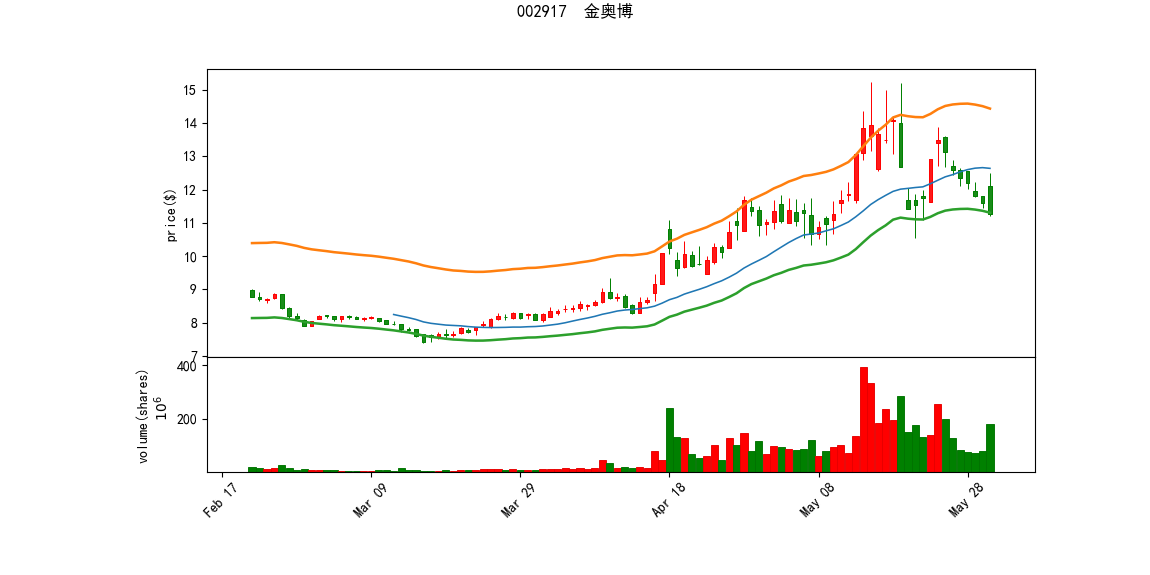 002917  金奥博
price($)
15
14
13
12
11
10
9
8
7
volume(shares)
10^6
400
200
Feb 17
Mar 09
Mar 29
Apr 18
May 08
May 28